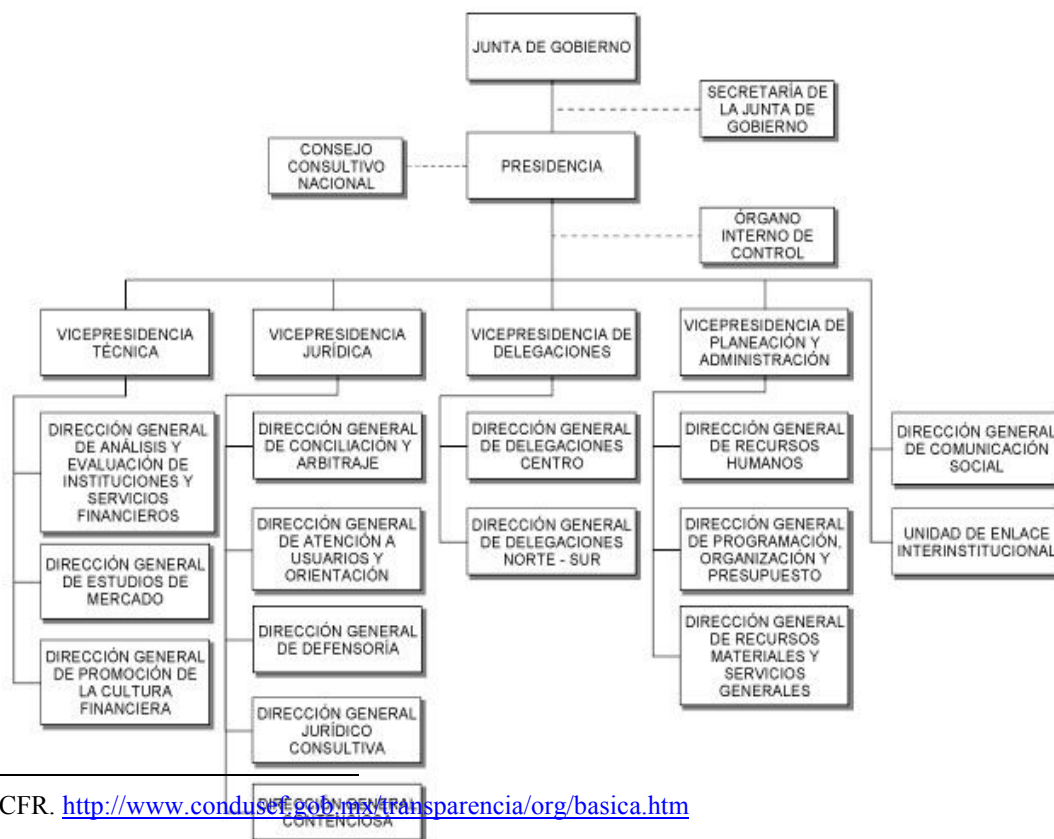 JUNTA DE GOBIERNO
SECRETARÍA DE
LA JUNTA DE
GOBIERNO
CONSEJO
CONSULTIVO
NACIONAL
PRESIDENCIA
ÓRGANO
INTERNO DE
CONTROL
VICEPRESIDENCIA
TÉCNICA
VICEPRESIDENCIA
JURÍDICA
VICEPRESIDENCIA DE
DELEGACIONES
VICEPRESIDENCIA DE
PLANEACIÓN Y
ADMINISTRACIÓN
DIRECCIÓN GENERAL
DE ANÁLISIS Y
EVALUACIÓN DE
INSTITUCIONES Y
SERVICIOS
FINANCIEROS
DIRECCIÓN GENERAL
DE ESTUDIOS DE
MERCADO
DIRECCIÓN GENERAL
DE PROMOCIÓN DE
LA CULTURA
FINANCIERA
DIRECCIÓN GENERAL
DE CONCILIACIÓN Y
ARBITRAJE
DIRECCIÓN GENERAL
DE ATENCIÓN A
USUARIOS Y
ORIENTACIÓN
DIRECCIÓN GENERAL
DE DEFENSORÍA
DIRECCIÓN GENERAL
JURÍDICO
CONSULTIVA
DIRECCIÓN GENERAL
CONTENCIOSA
DIRECCIÓN GENERAL
DE DELEGACIONES
CENTRO
DIRECCIÓN GENERAL
DE DELEGACIONES
NORTE - SUR
DIRECCIÓN GENERAL
DE RECURSOS
HUMANOS
DIRECCIÓN GENERAL
DE PROGRAMACIÓN,
ORGANIZACIÓN Y
PRESUPUESTO
DIRECCIÓN GENERAL
DE RECURSOS
MATERIALES Y
SERVICIOS
GENERALES
DIRECCIÓN GENERAL
DE COMUNICACIÓN
SOCIAL
UNIDAD DE ENLACE
INTERINSTITUCIONAL
CFR. http://www.condusef.gob.mx/transparencia/org/basica.htm